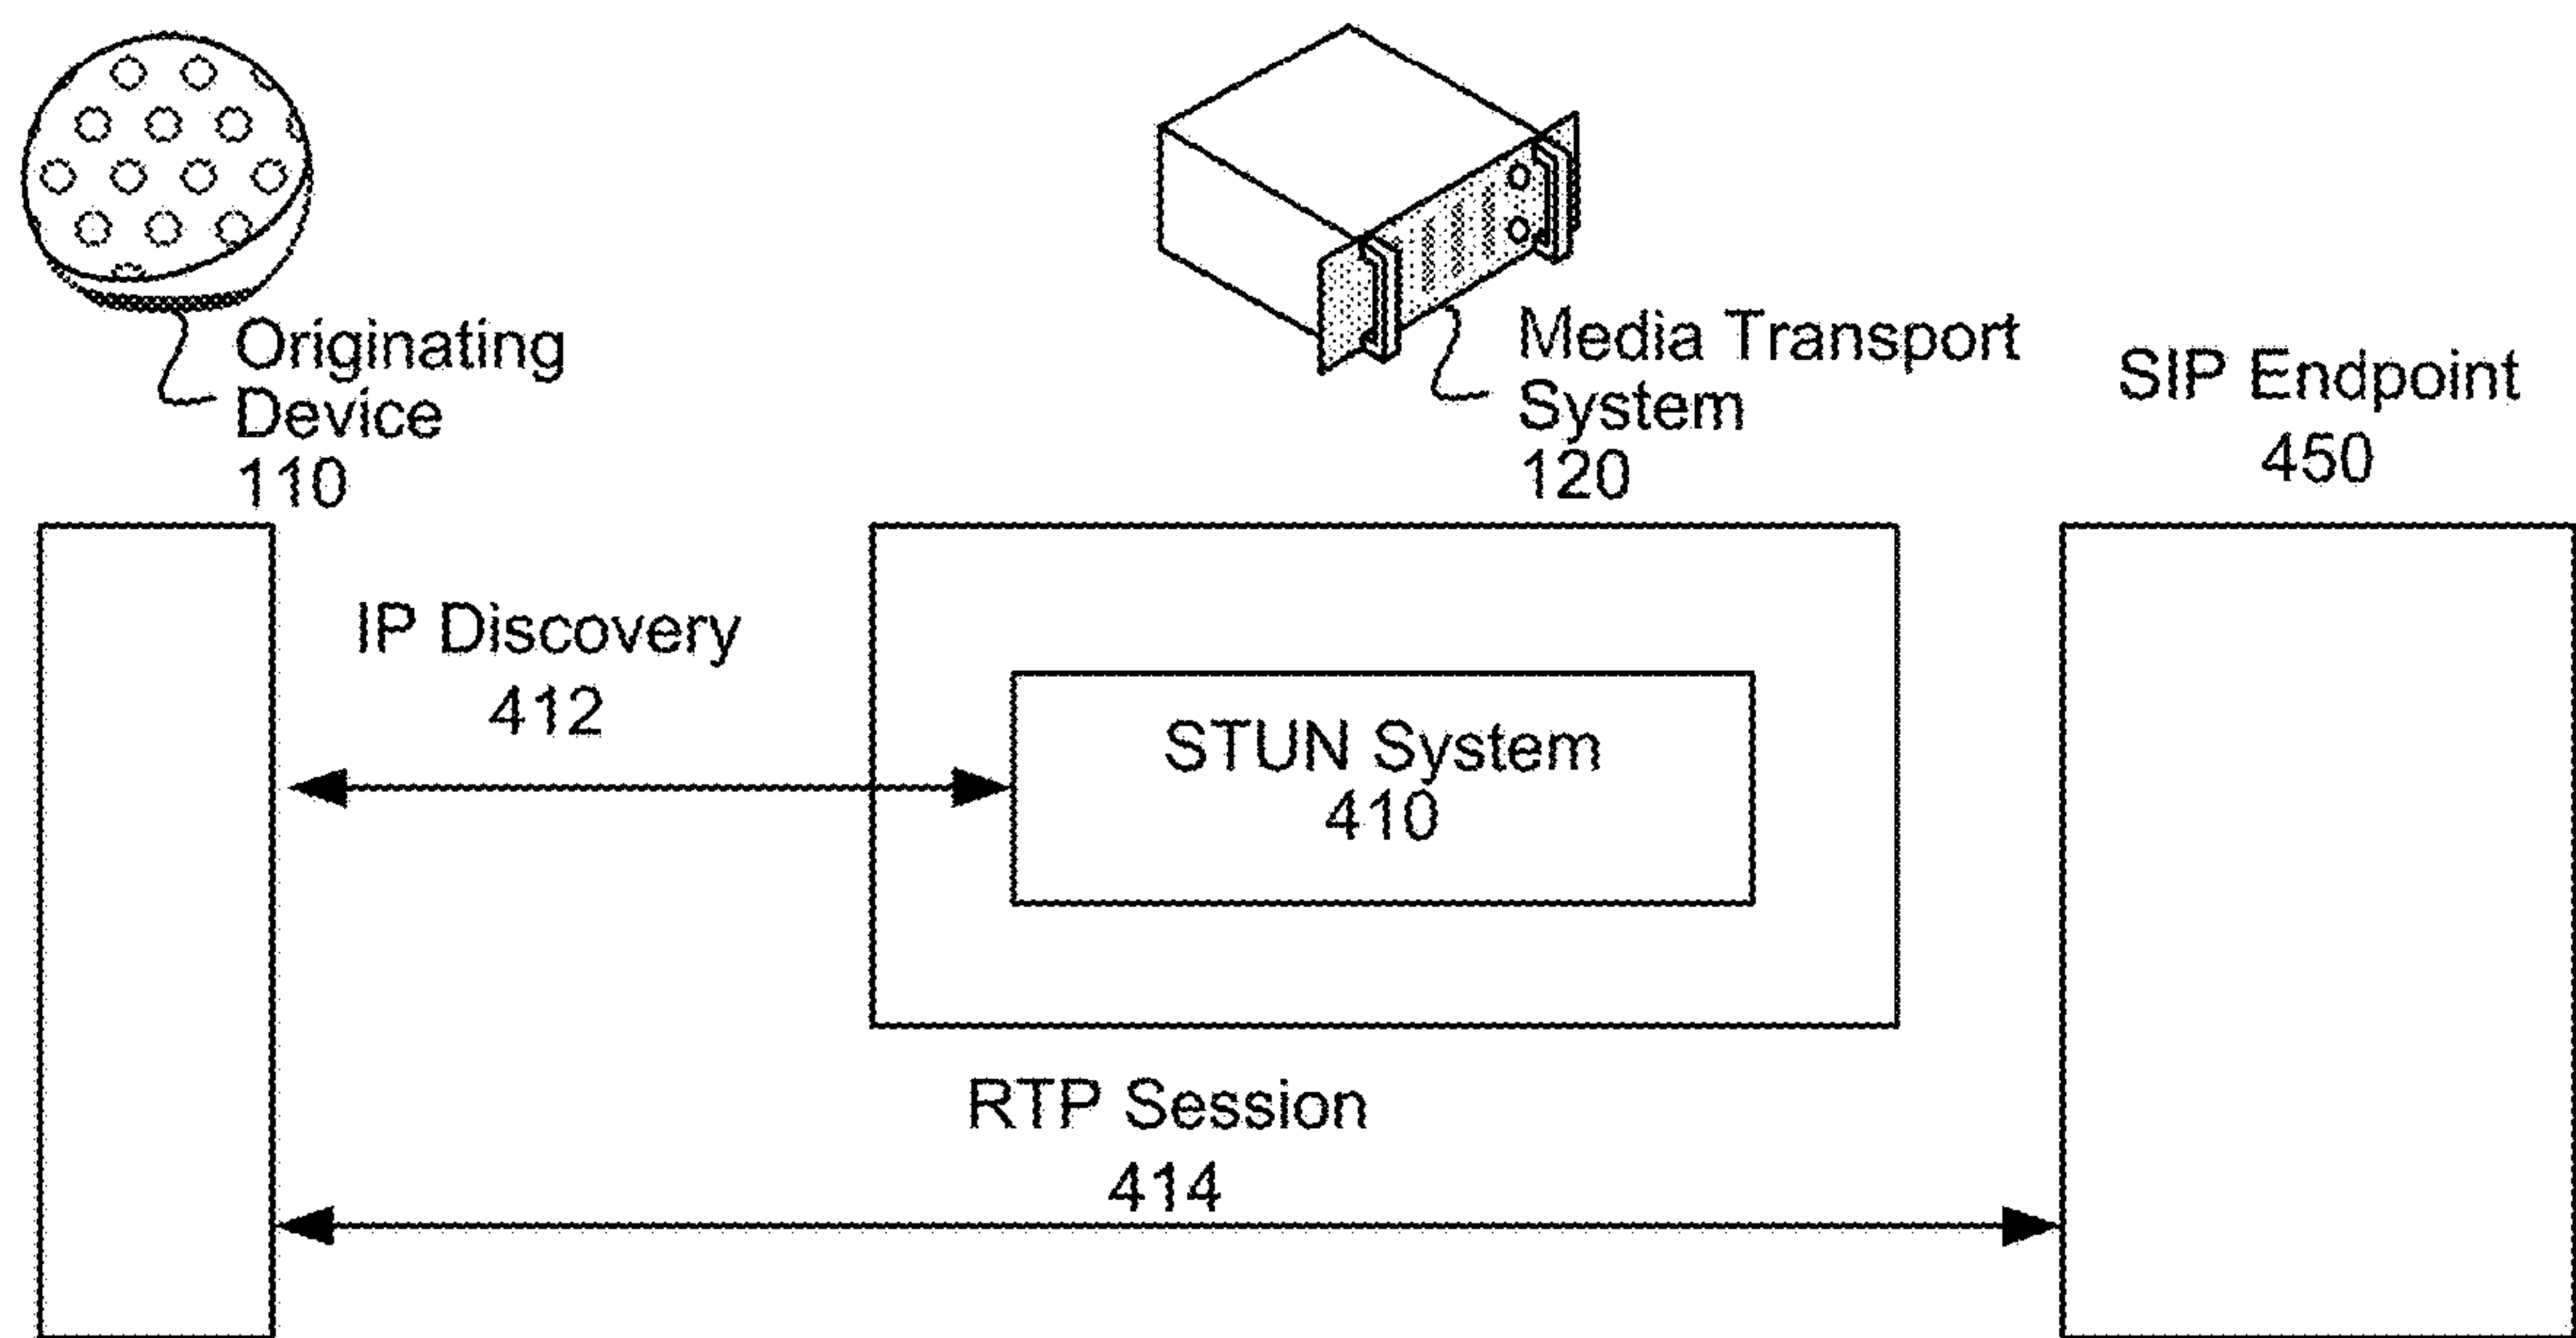 Originating
Device
110
Media Transport
System
120
SIP Endpoint
450
IP Discovery
412
STUN System
410
RTP Session
414